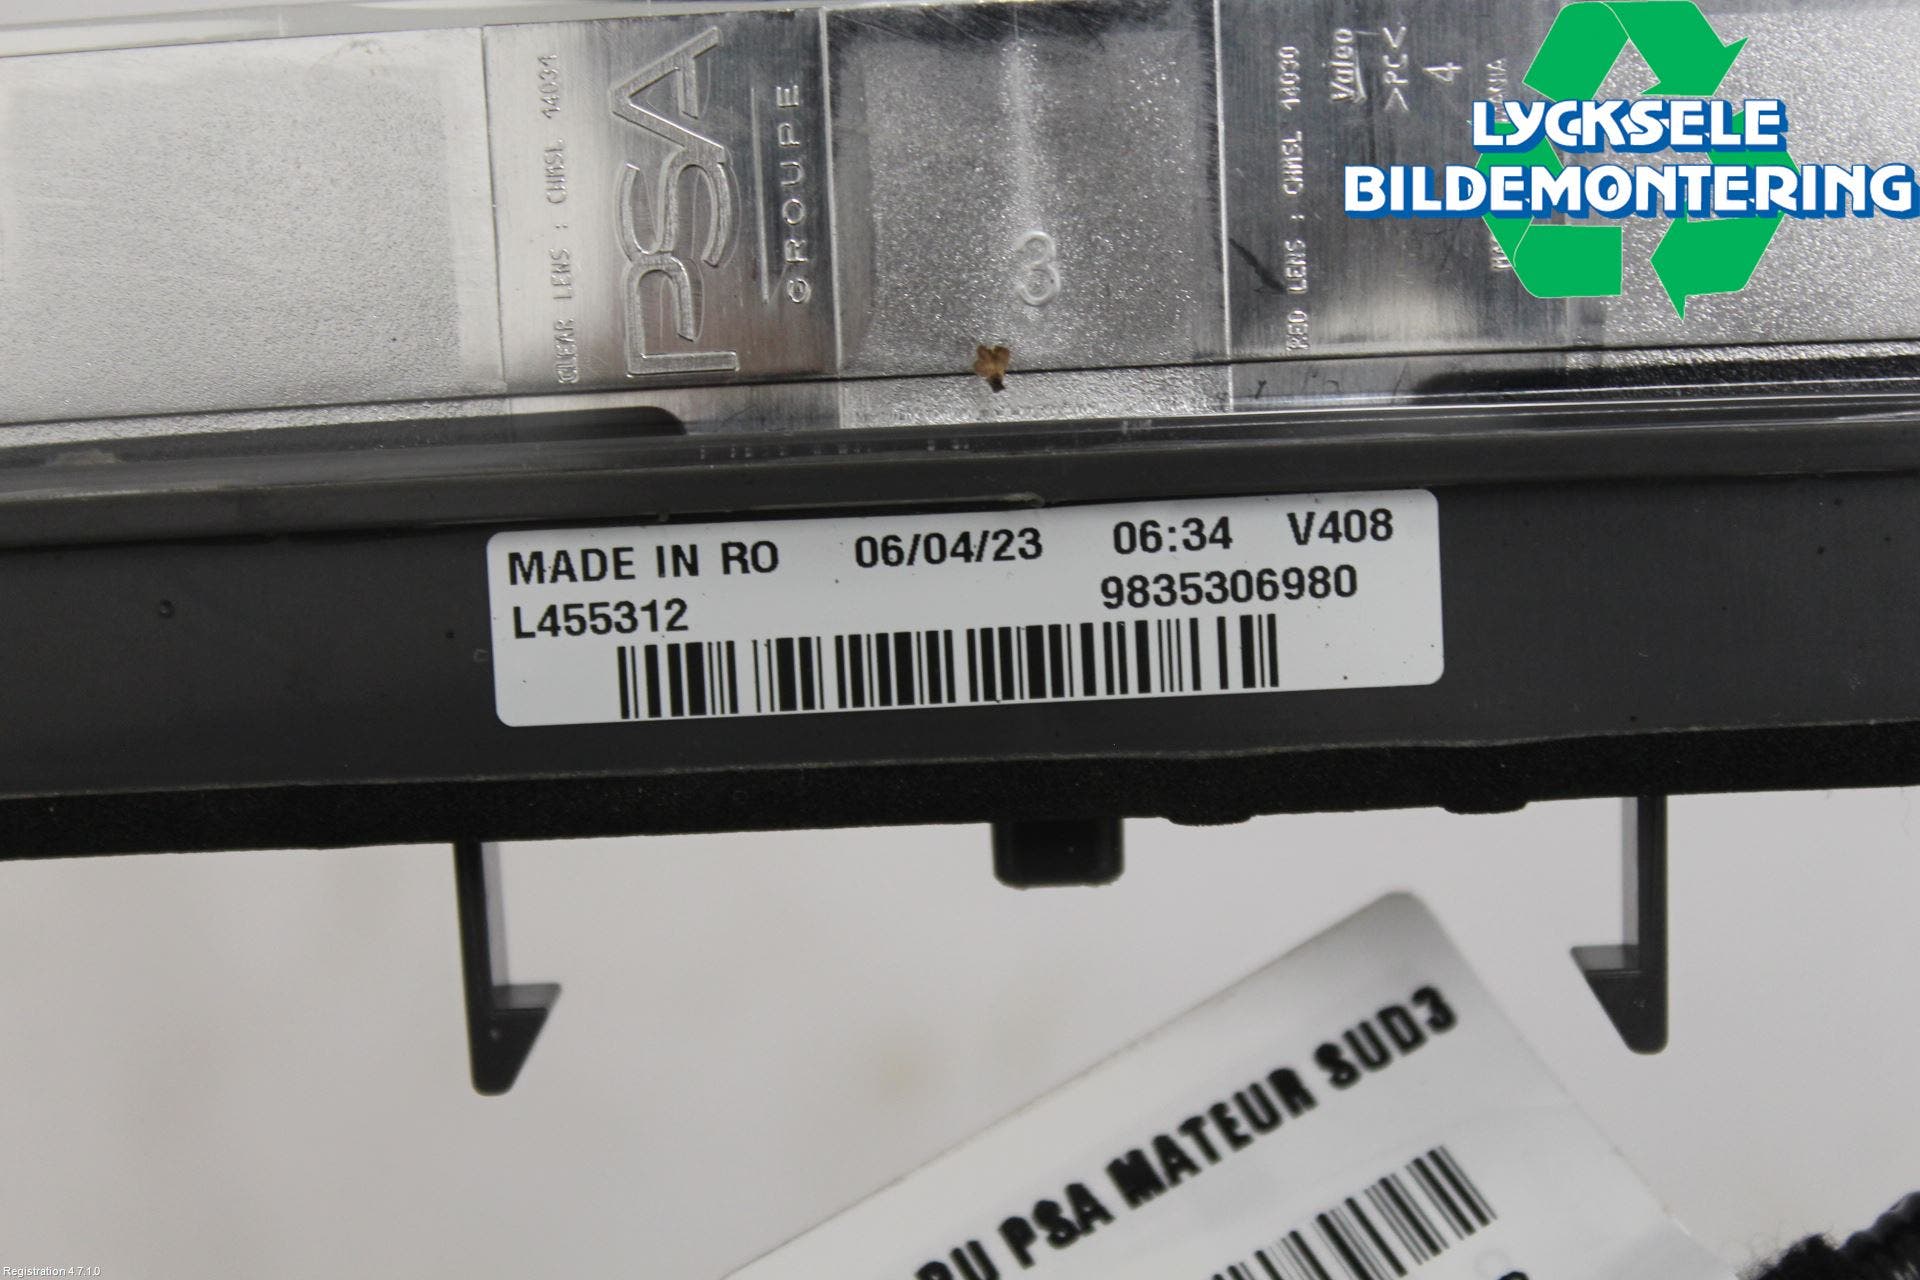 CLEAR LENS : CHMSL 14034
PSA
GROUPE
3
RED LENS : CHMSL 14030
Valeo
>PC<
4
LYCKSELE
BILDEMONTERING
MADE IN RO 06/04/23 06:34 V408
L455312 9835306980
PSA MATEUR SUD3
Registration 4.7.1.0